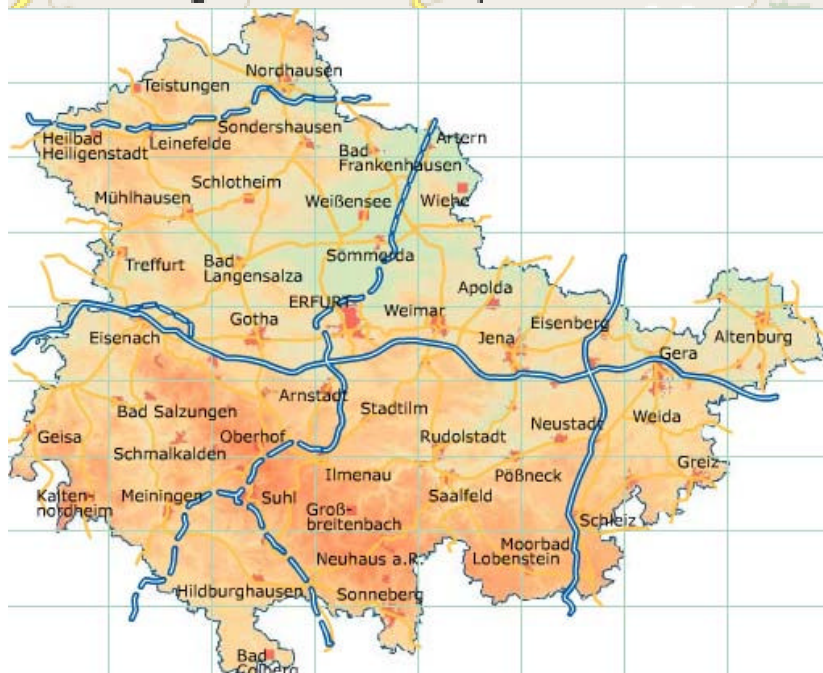 Nordhausen
Teistungen
Sondershausen
Heilbad
Heiligenstadt
Leinefelde
Artern
Bad
Frankenhausen
Schlotheim
Mühlhausen
Weißensee
Wiehe
Sömmerda
Treffurt
Bad
Langensalza
Apolda
ERFURT
Weimar
Gotha
Eisenberg
Jena
Eisenach
Altenburg
Gera
Arnstadt
Bad Salzungen
Stadtilm
Weida
Neustadt
Geisa
Oberhof
Rudolstadt
Schmalkalden
Greiz
Ilmenau
Pößneck
Kalten-
nordheim
Meiningen
Suhl
Saalfeld
Groß-
breitenbach
Schleiz
Moorbad
Lobenstein
Neuhaus a.R.
Hildburghausen
Sonneberg
Bad
Colberg